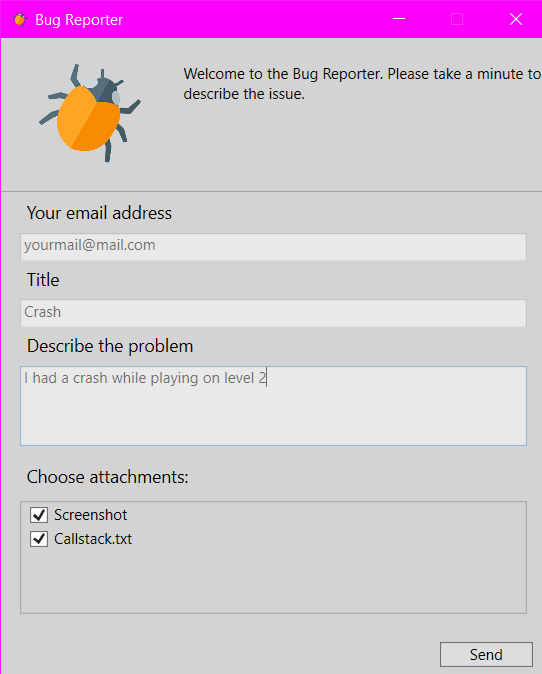 Bug Reporter
Welcome to the Bug Reporter. Please take a minute to
describe the issue.
Your email address
yourmail@mail.com
Title
Crash
Describe the problem
I had a crash while playing on level 2
Choose attachments:
Screenshot
Callstack.txt
Send